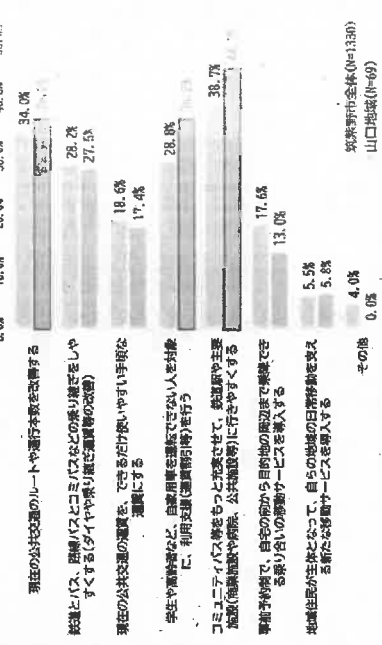 34.0%
現在の公共交通のルートや運行本数を改善する
28.2%
鉄道とバス、路線バスとコミバスなどの乗り継ぎをしや
27.5%
すくする(ダイヤや乗り継ぎ運賃等の改善)
18.6%
現在の公共交通の運賃を、できるだけ使いやすい手頃な
17.4%
運賃にする
28.8%
学生や高齢者など、自家用車を運転できない人を対象
に、利用支援(運賃割引等)を行う
38.7%
コミュニティバス等をもっと充実させて、鉄道駅や主要
施設(商業施設や病院、公共施設等)に行きやすくする
17.6%
事前予約制で、自宅の前から目的地の周辺まで乗降でき
13.0%
る乗り合いの移動サービスを導入する
5.5%
地域住民が主体となって、自らの地域の日常移動を支え
5.8%
る新たな移動サービスを導入する
4.0%
その他
0.0%
筑紫野市全体(N=1380)
山口地域(N=69)